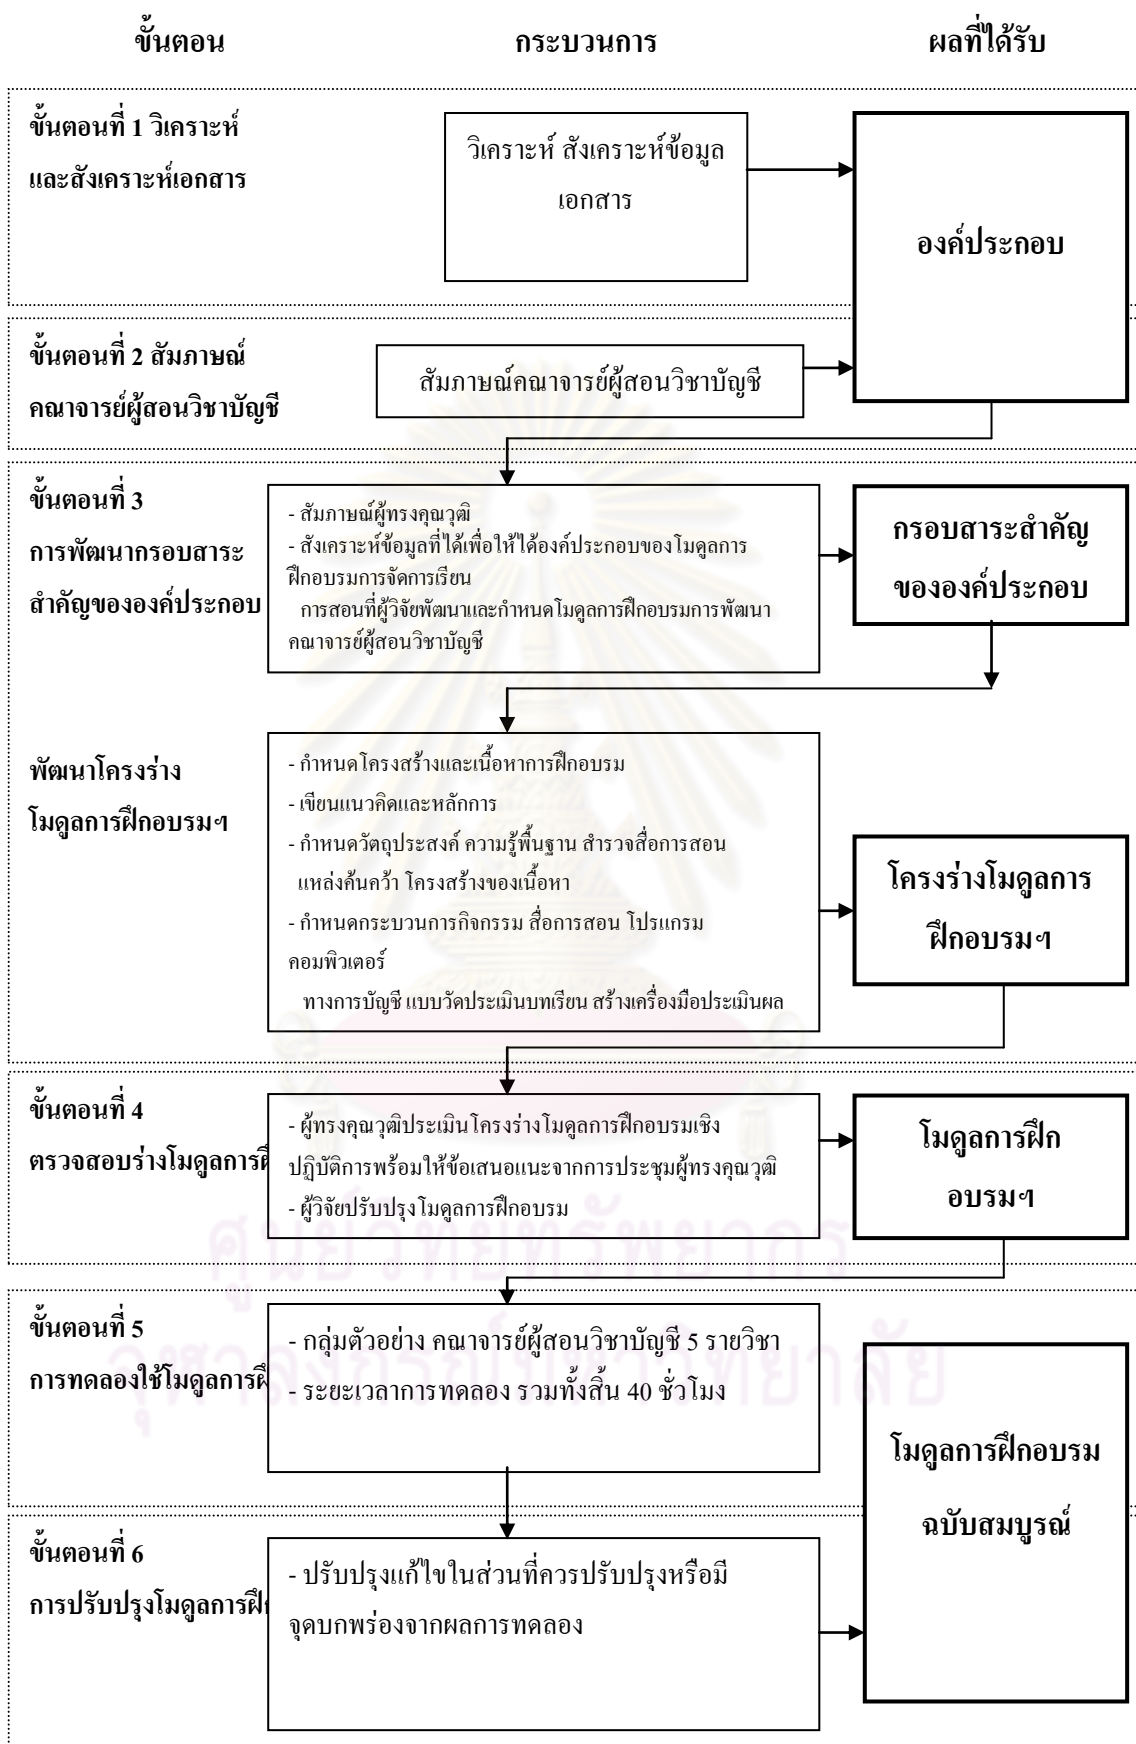 ขั้นตอน กระบวนการ ผลที่ได้รับ
ขั้นตอนที่ 1 วิเคราะห์
และสังเคราะห์เอกสาร
วิเคราะห์ สังเคราะห์ข้อมูล
เอกสาร
องค์ประกอบ
ขั้นตอนที่ 2 สัมภาษณ์
คณาจารย์ผู้สอนวิชาบัญชี
สัมภาษณ์คณาจารย์ผู้สอนวิชาบัญชี
ขั้นตอนที่ 3
การพัฒนากรอบสาระ
สำคัญขององค์ประกอบ
- สัมภาษณ์ผู้ทรงคุณวุฒิ
- สังเคราะห์ข้อมูลที่ได้เพื่อให้ได้องค์ประกอบของโมดูลการ
ฝึกอบรมการจัดการเรียน
การสอนที่ผู้วิจัยพัฒนาและกำหนดโมดูลการฝึกอบรมการพัฒนา
คณาจารย์ผู้สอนวิชาบัญชี
กรอบสาระสำคัญ
ขององค์ประกอบ
พัฒนาโครงร่าง
โมดูลการฝึกอบรมฯ
- กำหนดโครงสร้างและเนื้อหาการฝึกอบรม
- เขียนแนวคิดและหลักการ
- กำหนดวัตถุประสงค์ ความรู้พื้นฐาน สำรวจสื่อการสอน
แหล่งค้นคว้า โครงสร้างของเนื้อหา
- กำหนดกระบวนการกิจกรรม สื่อการสอน โปรแกรม
คอมพิวเตอร์
ทางการบัญชี แบบวัดประเมินบทเรียน สร้างเครื่องมือประเมินผล
โครงร่างโมดูลการ
ฝึกอบรมฯ
ขั้นตอนที่ 4
ตรวจสอบร่างโมดูลการฝึ
- ผู้ทรงคุณวุฒิประเมินโครงร่างโมดูลการฝึกอบรมเชิง
ปฏิบัติการพร้อมให้ข้อเสนอแนะจากการประชุมผู้ทรงคุณวุฒิ
- ผู้วิจัยปรับปรุงโมดูลการฝึกอบรม
โมดูลการฝึก
อบรมฯ
ศูนย์วิทยทรัพยากร
จุฬาลงกรณ์มหาวิทยาลัย
ขั้นตอนที่ 5
การทดลองใช้โมดูลการฝึ
- กลุ่มตัวอย่าง คณาจารย์ผู้สอนวิชาบัญชี 5 รายวิชา
- ระยะเวลาการทดลอง รวมทั้งสิ้น 40 ชั่วโมง
โมดูลการฝึกอบรม
ฉบับสมบูรณ์
ขั้นตอนที่ 6
การปรับปรุงโมดูลการฝึก
- ปรับปรุงแก้ไขในส่วนที่ควรปรับปรุงหรือมี
จุดบกพร่องจากผลการทดลอง